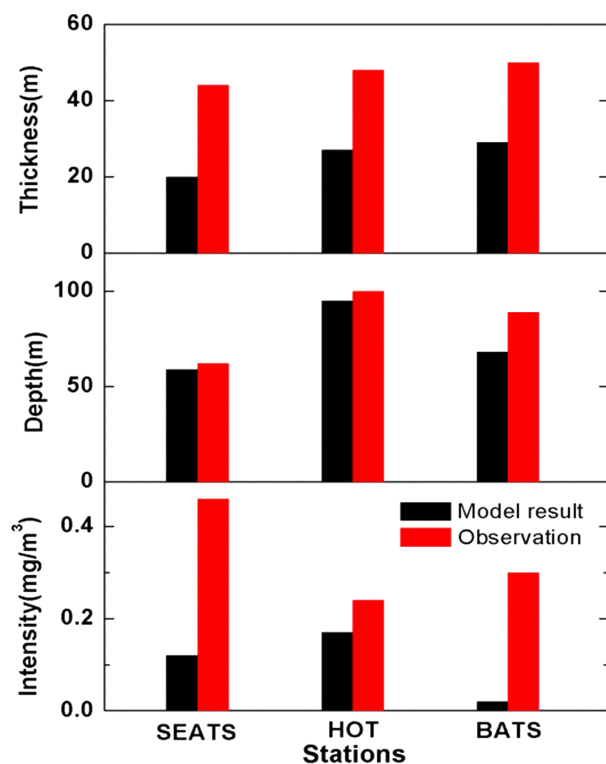 60
40
20
0
Thickness(m)
100
50
0
Depth(m)
0.4
0.2
0.0
Intensity(mg/m³)
Model result
Observation
SEATS HOT BATS
Stations